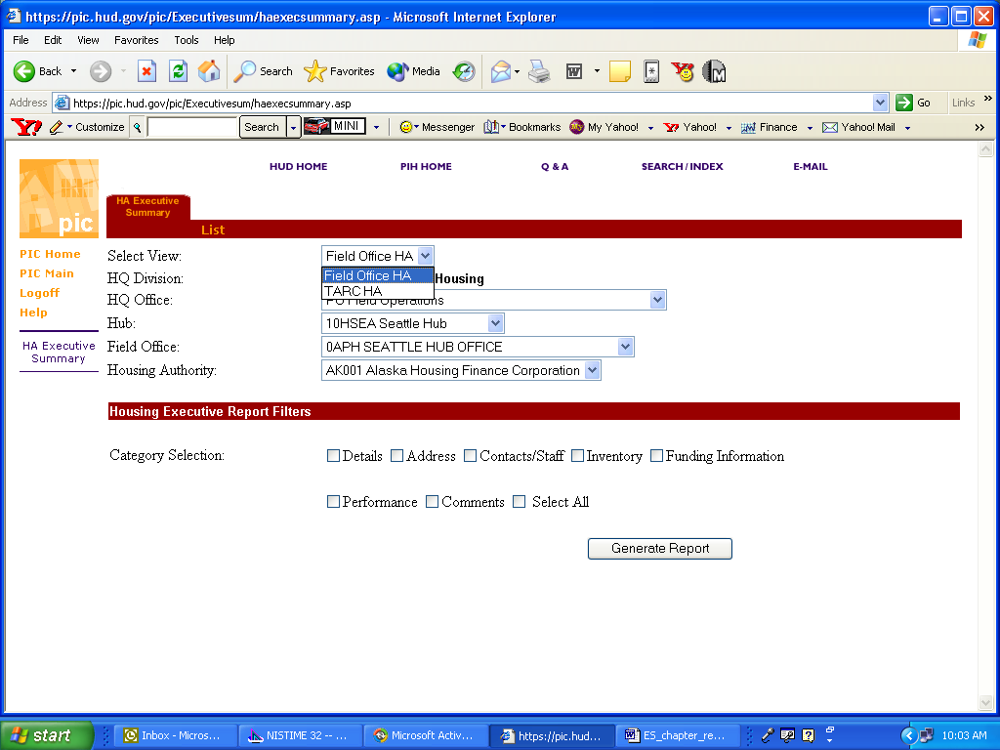 https://pic.hud.gov/pic/Executivesum/haexecsummary.asp - Microsoft Internet Explorer
File Edit View Favorites Tools Help
Back Search Favorites Media
Address https://pic.hud.gov/pic/Executivesum/haexecsummary.asp Go Links »
Y! Customize Search MINI Messenger Bookmarks My Yahoo! Yahoo! Finance Yahoo! Mail »
HUD HOME PIH HOME Q & A SEARCH / INDEX E-MAIL
pic
HA Executive
Summary
List
PIC Home
PIC Main
Logoff
Help
HA Executive
Summary
Select View: Field Office HA
Field Office HA
TARC HA
HQ Division: Housing
HQ Office: PO Field Operations
Hub: 10HSEA Seattle Hub
Field Office: 0APH SEATTLE HUB OFFICE
Housing Authority: AK001 Alaska Housing Finance Corporation
Housing Executive Report Filters
Category Selection: Details Address Contacts/Staff Inventory Funding Information
Performance Comments Select All
Generate Report
start Inbox - Micros... NISTIME 32 -- ... Microsoft Activ... https://pic.hud... ES_chapter_re... 10:03 AM